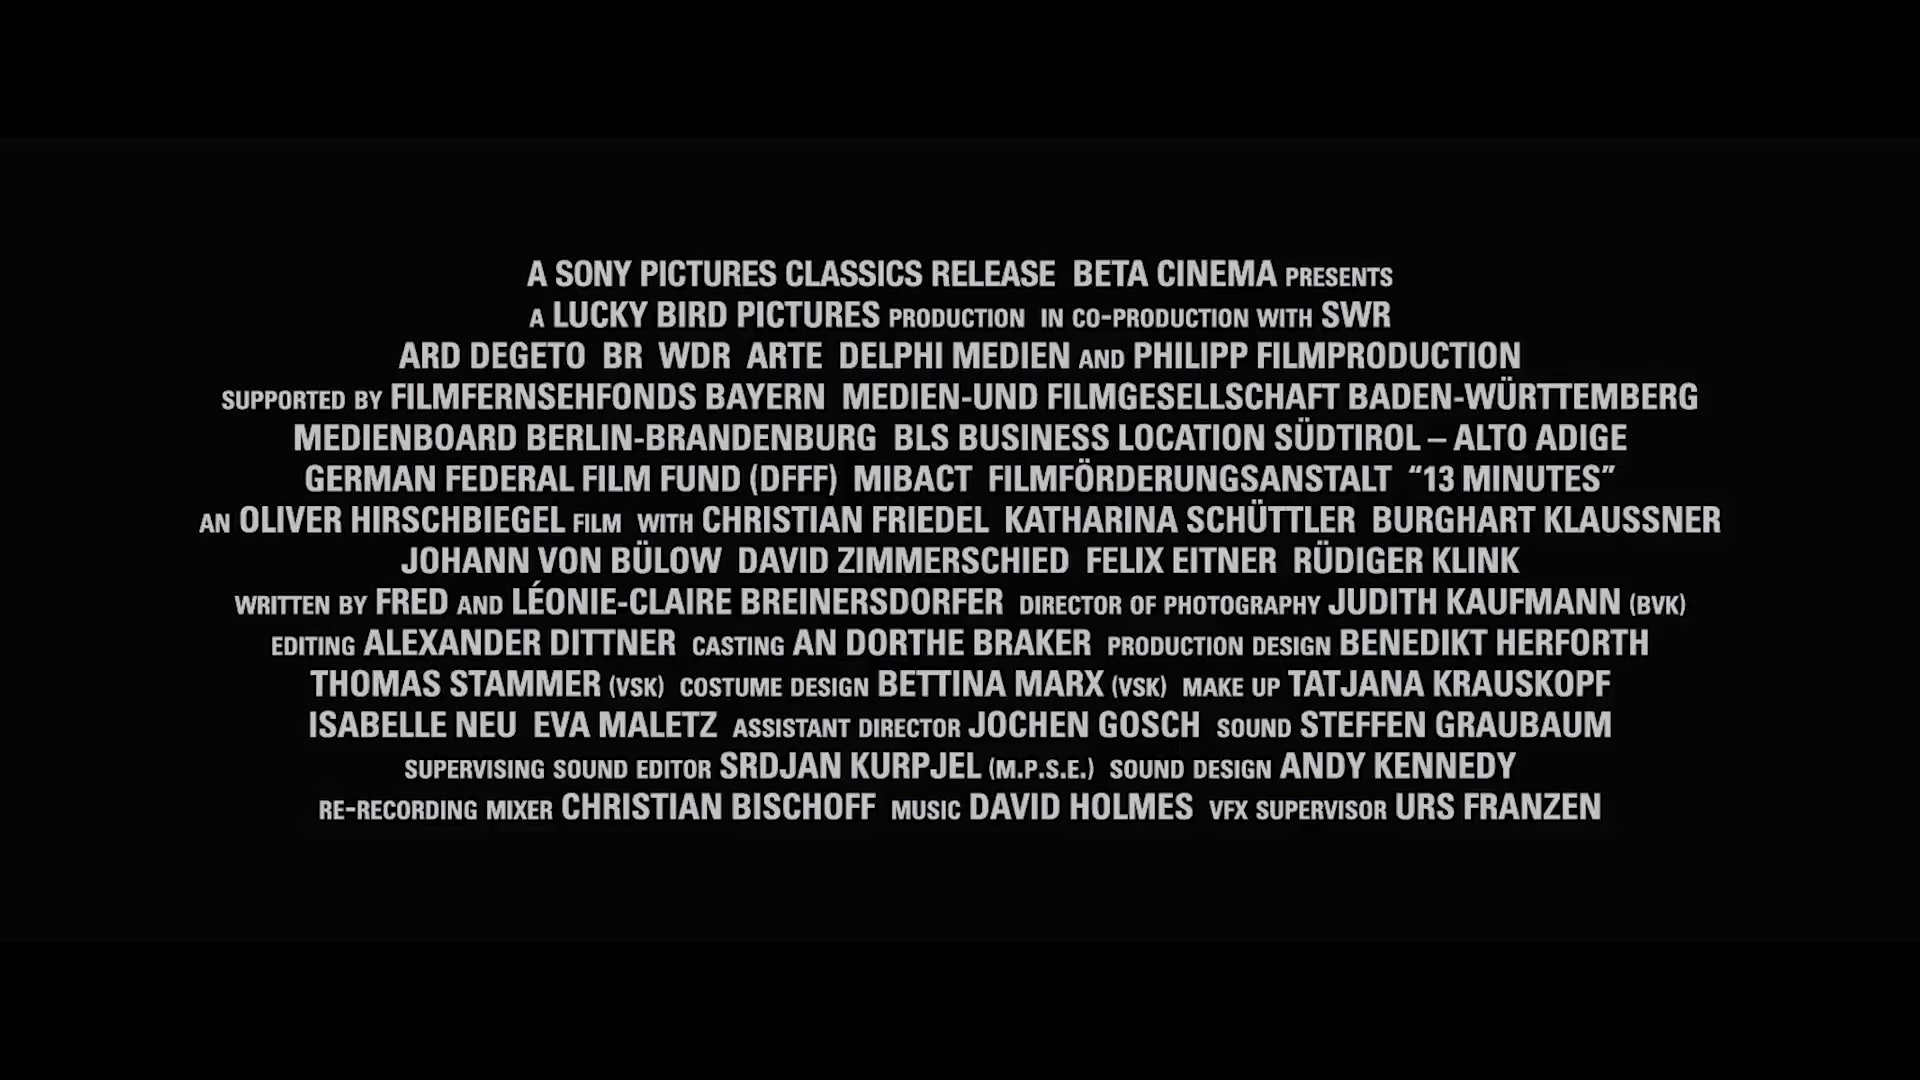 A SONY PICTURES CLASSICS RELEASE BETA CINEMA PRESENTS
A LUCKY BIRD PICTURES PRODUCTION IN CO-PRODUCTION WITH SWR
ARD DEGETO BR WDR ARTE DELPHI MEDIEN AND PHILIPP FILMPRODUCTION
SUPPORTED BY FILMFERNSEHFONDS BAYERN MEDIEN-UND FILMGESELLSCHAFT BADEN-WÜRTTEMBERG
MEDIENBOARD BERLIN-BRANDENBURG BLS BUSINESS LOCATION SÜDTIROL – ALTO ADIGE
GERMAN FEDERAL FILM FUND (DFFF) MIBACT FILMFÖRDERUNGSANSTALT “13 MINUTES”
AN OLIVER HIRSCHBIEGEL FILM WITH CHRISTIAN FRIEDEL KATHARINA SCHÜTTLER BURGHART KLAUSSNER
JOHANN VON BÜLOW DAVID ZIMMERSCHIED FELIX EITNER RÜDIGER KLINK
WRITTEN BY FRED AND LÉONIE-CLAIRE BREINERSDORFER DIRECTOR OF PHOTOGRAPHY JUDITH KAUFMANN (BVK)
EDITING ALEXANDER DITTNER CASTING AN DORTHE BRAKER PRODUCTION DESIGN BENEDIKT HERFORTH
THOMAS STAMMER (VSK) COSTUME DESIGN BETTINA MARX (VSK) MAKE UP TATJANA KRAUSKOPF
ISABELLE NEU EVA MALETZ ASSISTANT DIRECTOR JOCHEN GOSCH SOUND STEFFEN GRAUBAUM
SUPERVISING SOUND EDITOR SRDJAN KURPJEL (M.P.S.E.) SOUND DESIGN ANDY KENNEDY
RE-RECORDING MIXER CHRISTIAN BISCHOFF MUSIC DAVID HOLMES VFX SUPERVISOR URS FRANZEN